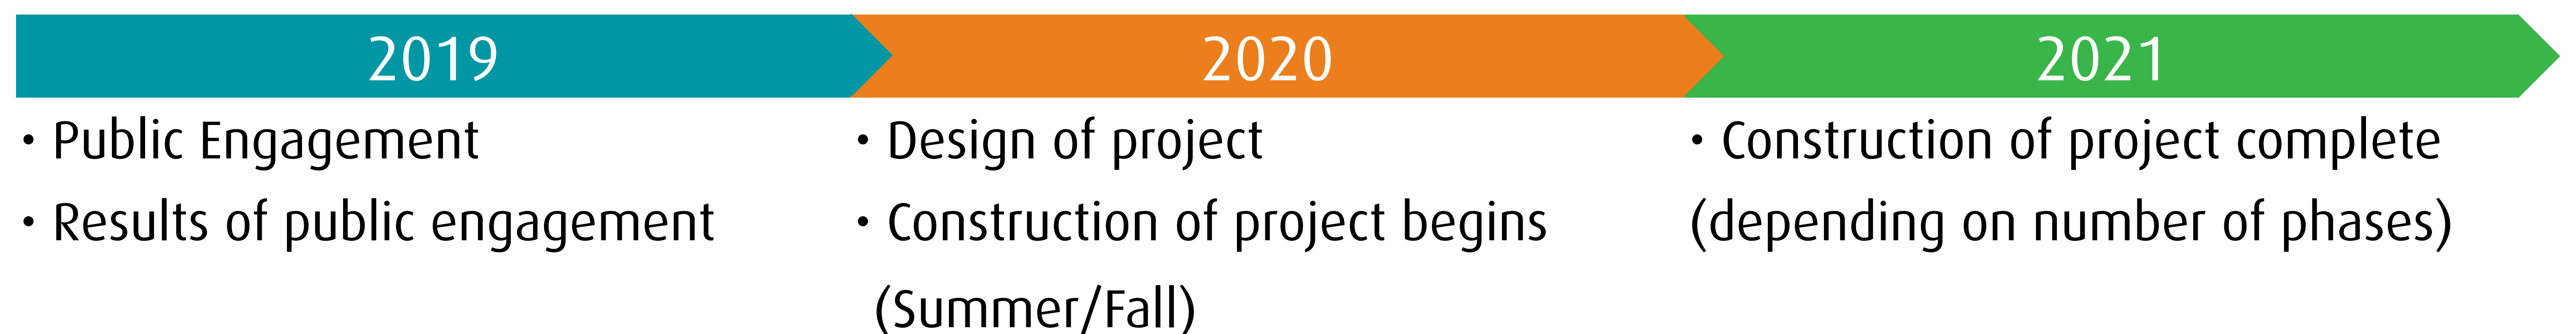 2019
• Public Engagement
• Results of public engagement
2020
• Design of project
• Construction of project begins
(Summer/Fall)
2021
• Construction of project complete
(depending on number of phases)